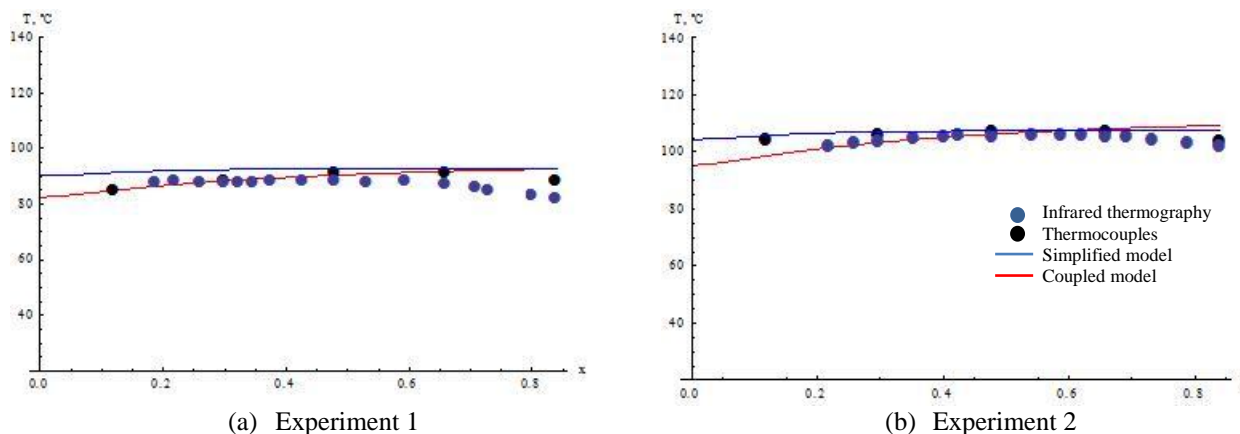 T, ºC
140
120
100
80
60
40
0.0
0.2
0.4
0.6
0.8
x
(a) Experiment 1
T, ºC
140
120
100
80
60
40
0.0
0.2
0.4
0.6
0.8
Infrared thermography
Thermocouples
Simplified model
Coupled model
(b) Experiment 2